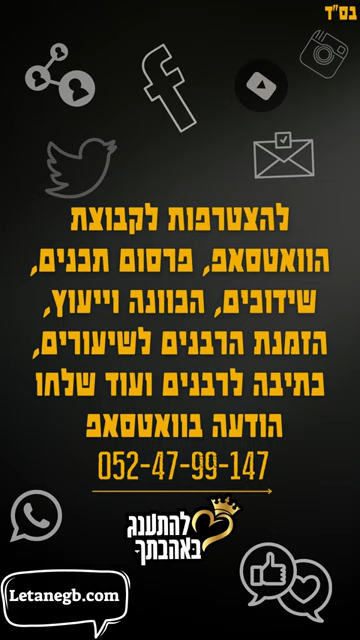 בס"ד
להצטרפות לקבוצת
הוואטסאפ, פרסום תכנים,
שידוכים, הכוונה וייעוץ,
הזמנת הרבנים לשיעורים,
כתיבה לרבנים ועוד שלחו
הודעה בוואטסאפ
052-47-99-147
להתענג
באהבתך
Letanegb.com